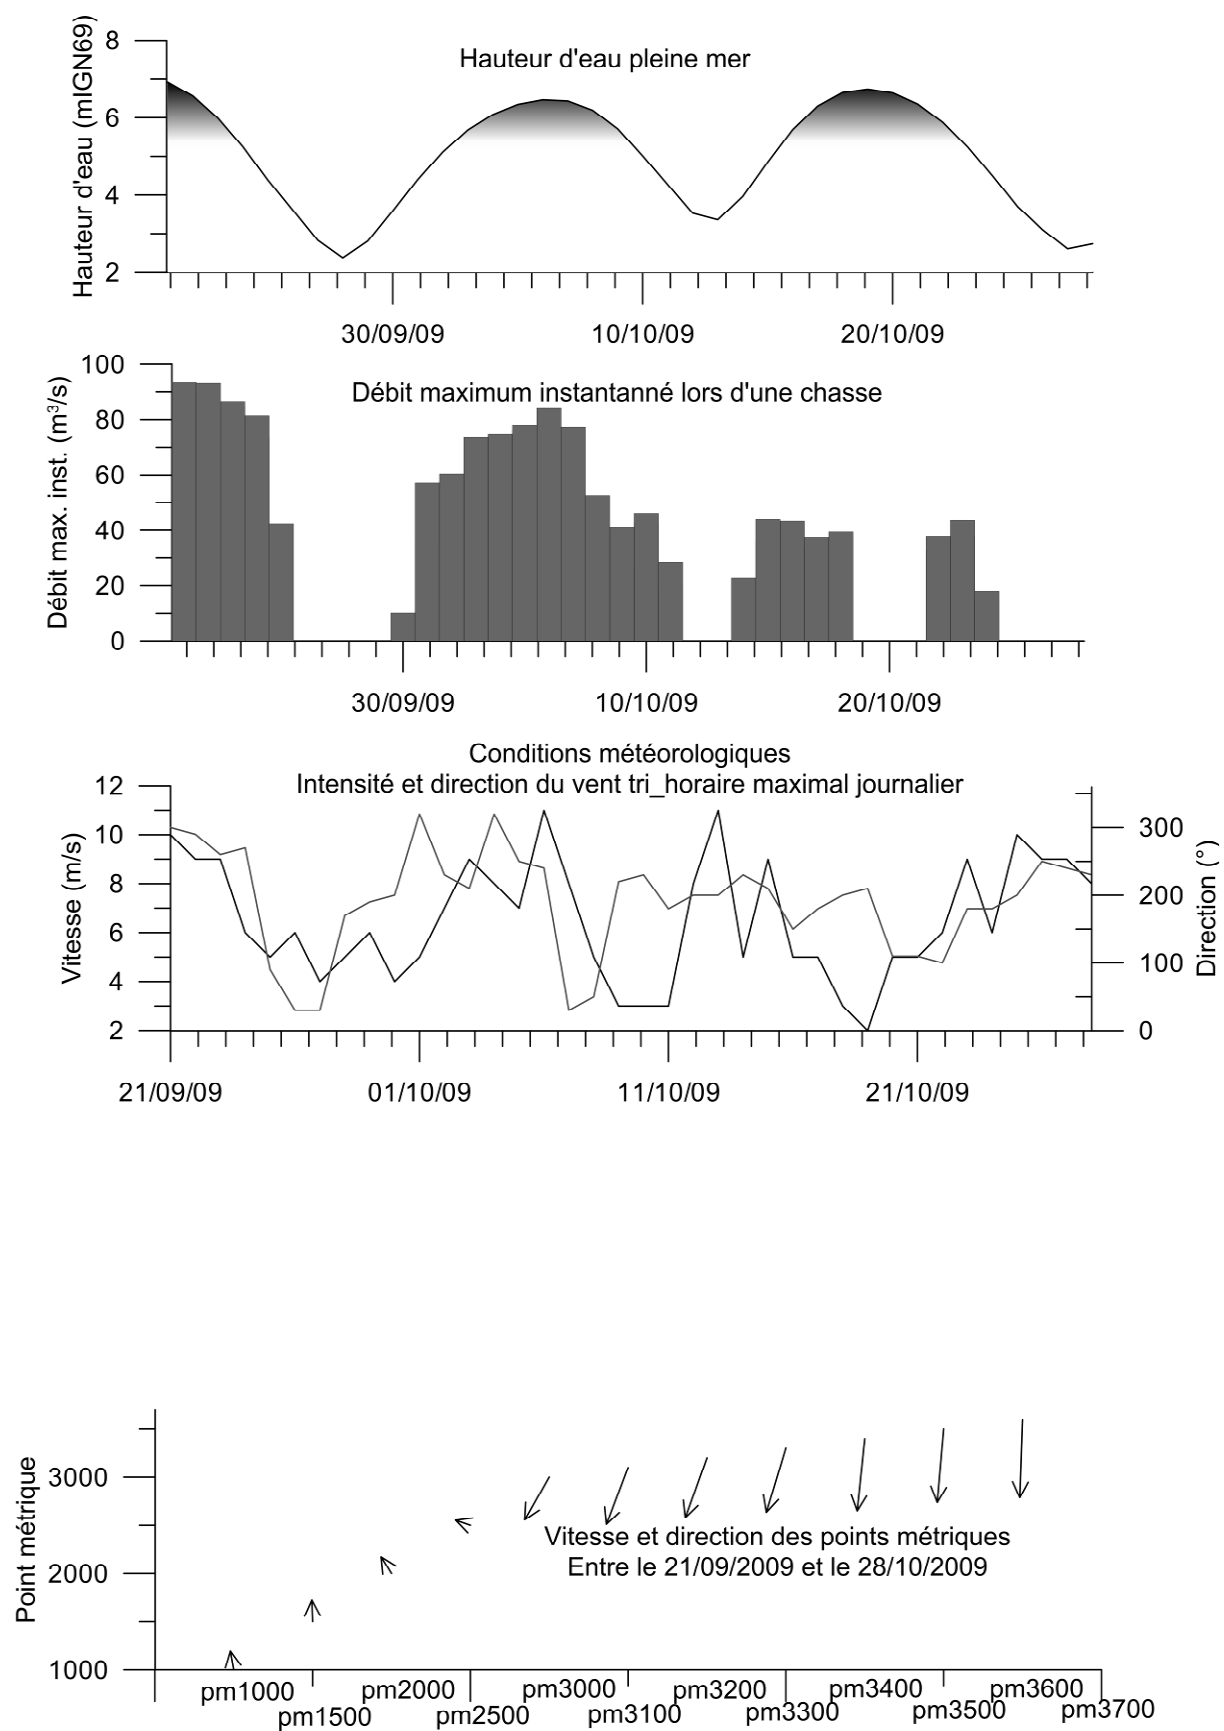 Hauteur d'eau pleine mer
Hauteur d'eau (mIGN69)
8
6
4
2
30/09/09 10/10/09 20/10/09
Débit maximum instantanné lors d'une chasse
Débit max. inst. (m³/s)
100
80
60
40
20
0
30/09/09 10/10/09 20/10/09
Conditions météorologiques
Intensité et direction du vent tri_horaire maximal journalier
Vitesse (m/s)
12
10
8
6
4
2
300
200
100
0
Direction (°)
21/09/09 01/10/09 11/10/09 21/10/09
Point métrique
3000
2000
1000
Vitesse et direction des points métriques
Entre le 21/09/2009 et le 28/10/2009
pm1000 pm2000 pm3000 pm3200 pm3400 pm3600
pm1500 pm2500 pm3100 pm3300 pm3500 pm3700